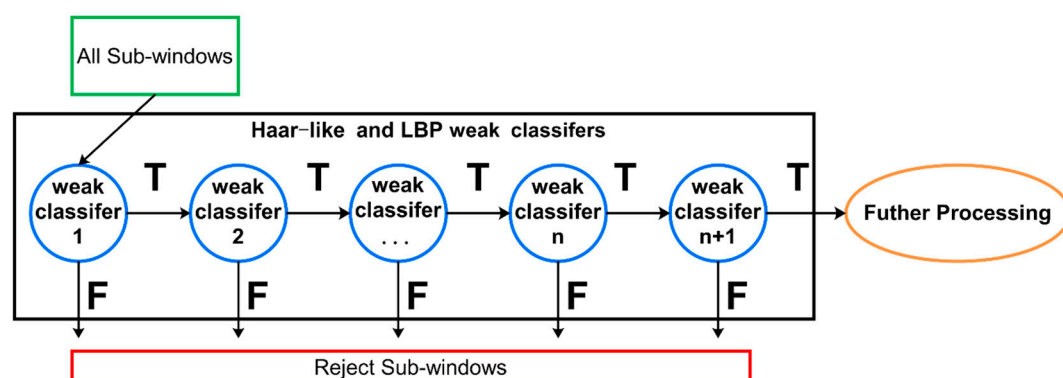 All Sub-windows
Haar-like and LBP weak classifers
T
T
T
T
T
weak
classifer
1
weak
classifer
2
weak
classifer
...
weak
classifer
n
weak
classifer
n+1
Futher Processing
F
F
F
F
F
Reject Sub-windows